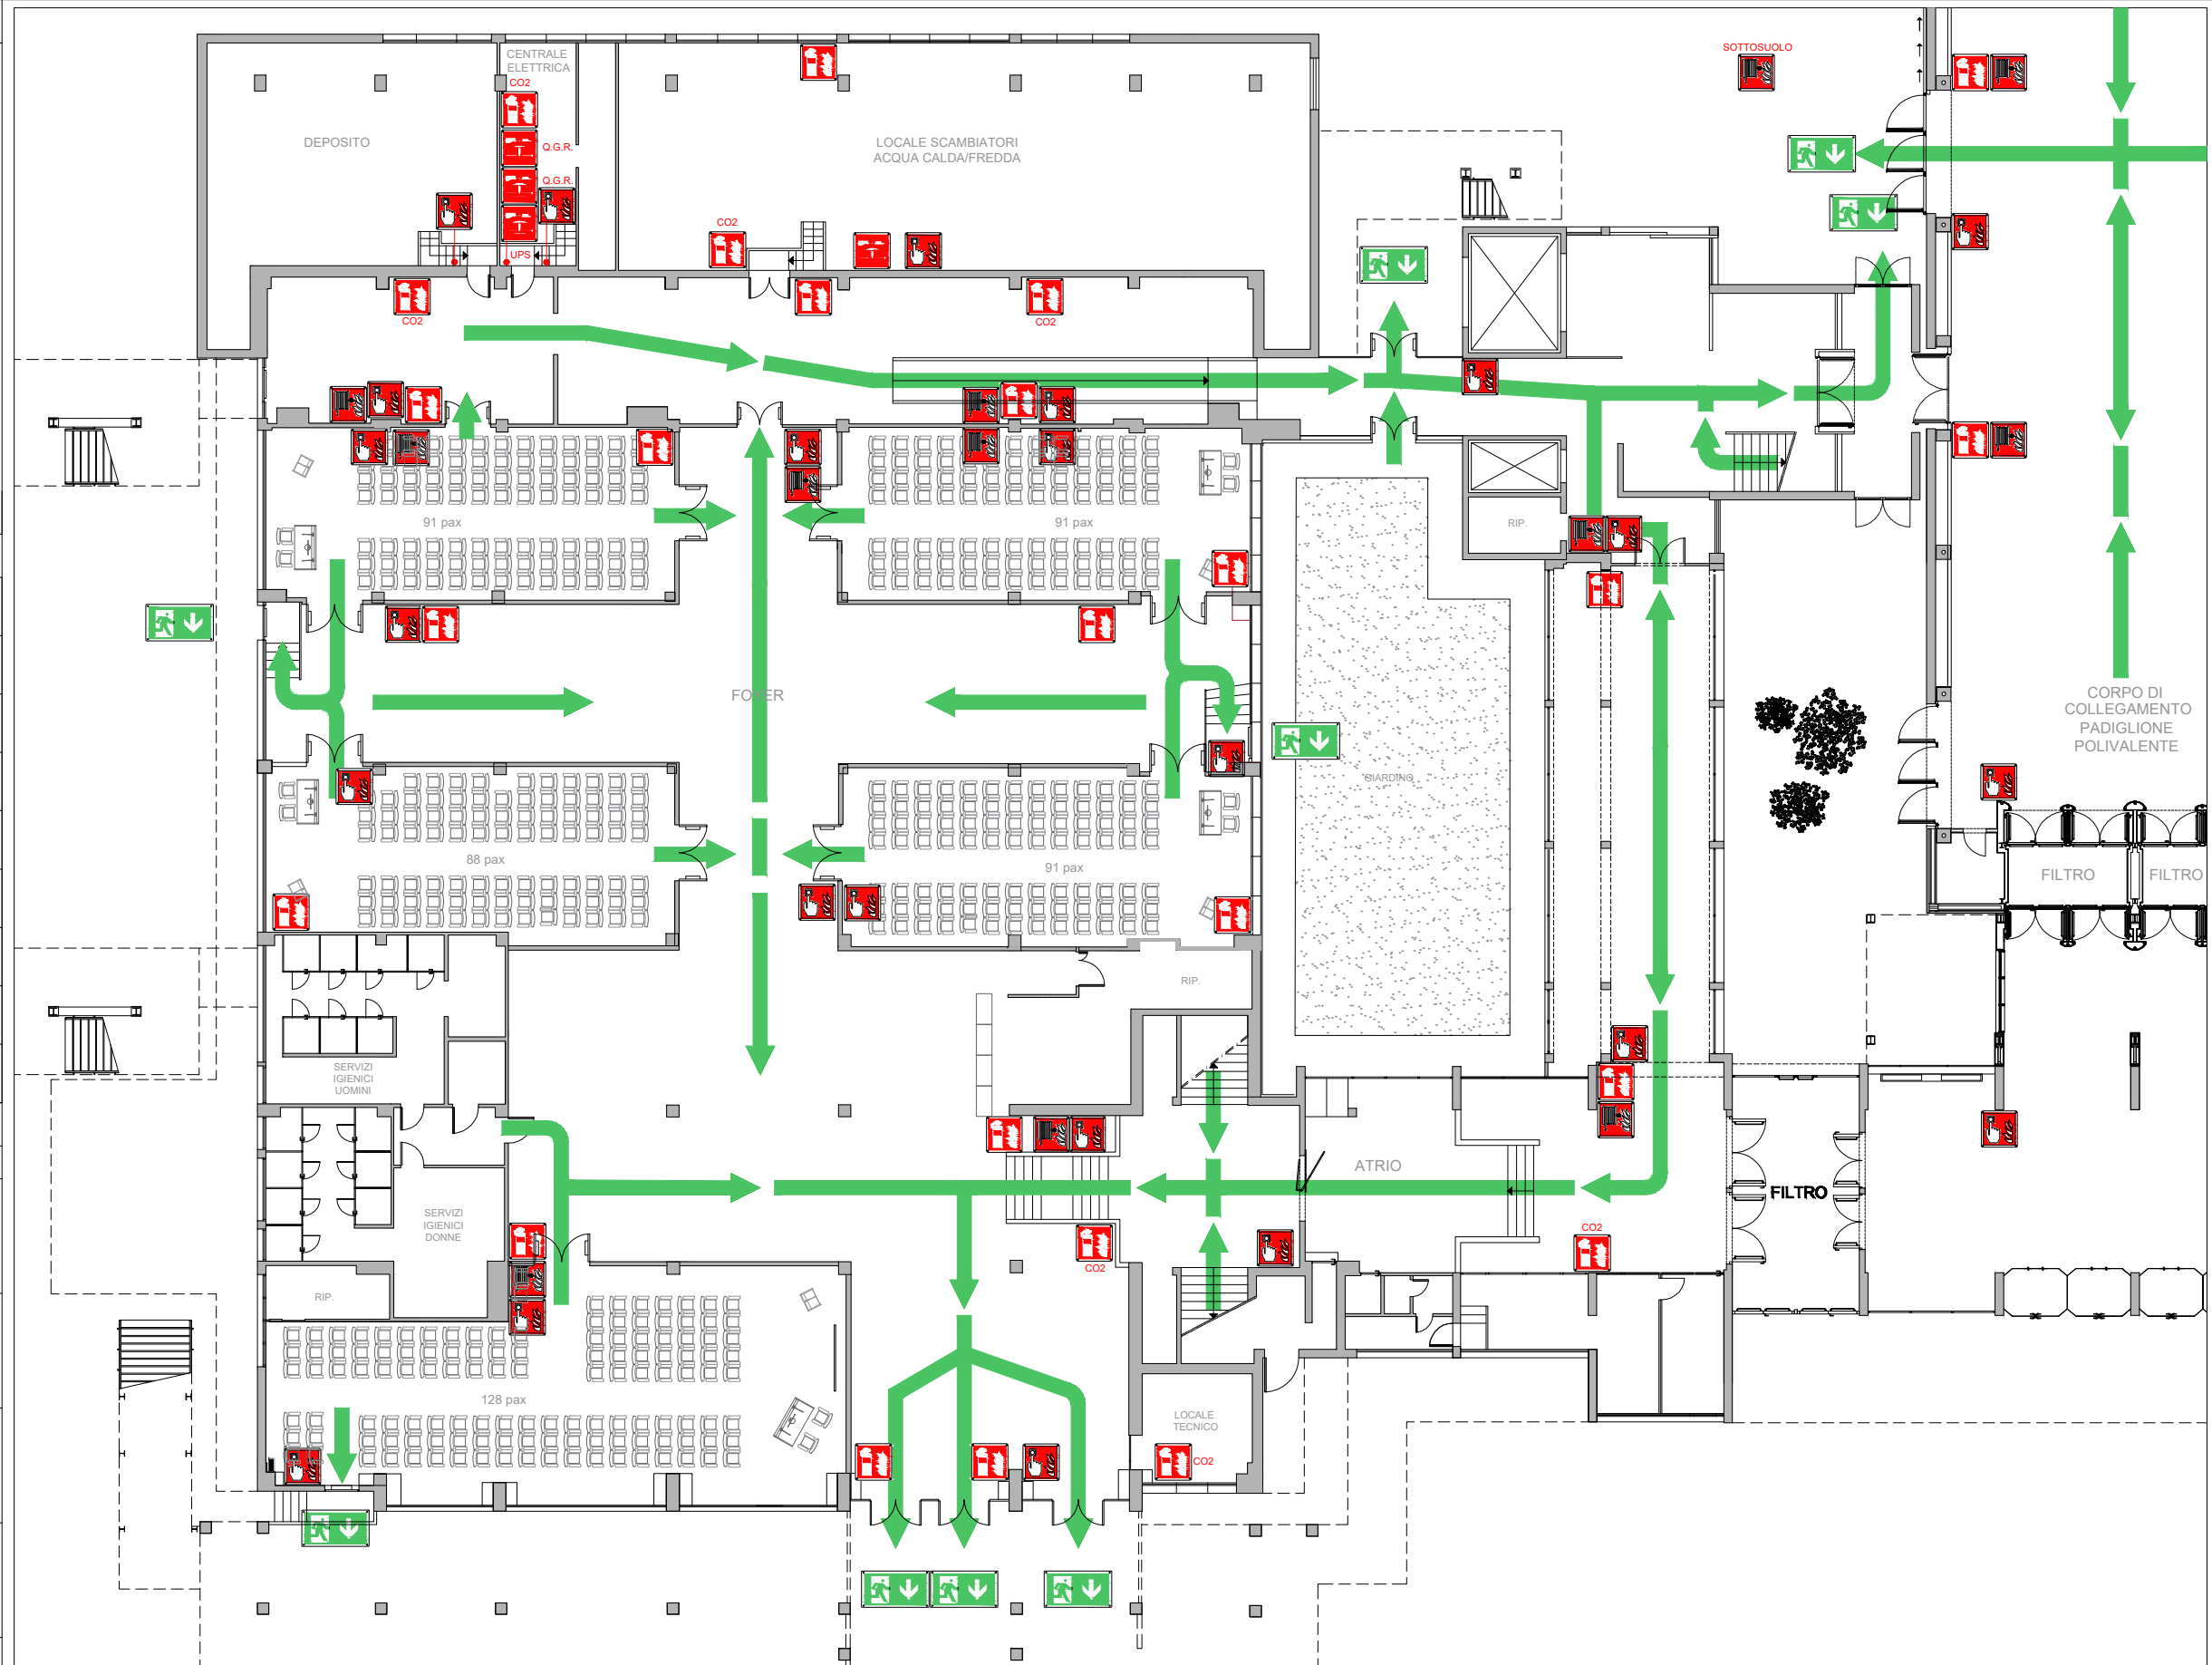 SOTTOSUOLO
CENTRALE
ELETTRICA
CO2
DEPOSITO
Q.G.R.
LOCALE SCAMBIATORI
ACQUA CALDA/FREDDA
Q.G.R.
CO2
UPS
CO2
CO2
91 pax
91 pax
RIP.
FOYER
CORPO DI
COLLEGAMENTO
PADIGLIONE
POLIVALENTE
GIARDINO
88 pax
91 pax
FILTRO
FILTRO
RIP.
SERVIZI
IGIENICI
UOMINI
ATRIO
FILTRO
SERVIZI
IGIENICI
DONNE
CO2
CO2
RIP.
128 pax
LOCALE
TECNICO
CO2